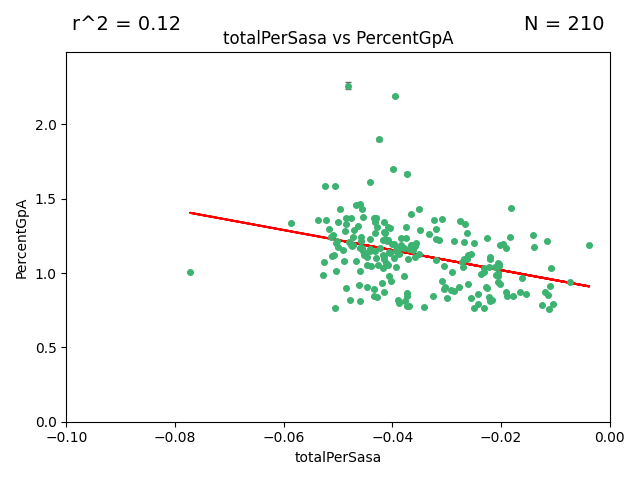 r^2 = 0.12
N = 210
totalPerSasa vs PercentGpA
PercentGpA
2.0
1.5
1.0
0.5
0.0
−0.10
−0.08
−0.06
−0.04
−0.02
0.00
totalPerSasa